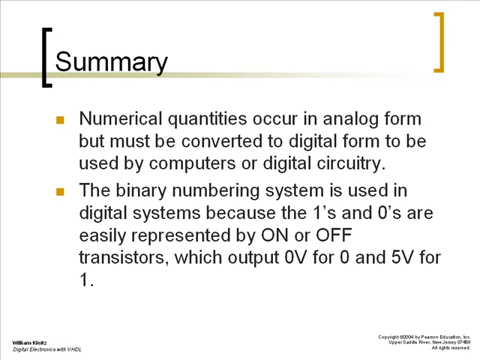 Summary
Numerical quantities occur in analog form
but must be converted to digital form to be
used by computers or digital circuitry.
The binary numbering system is used in
digital systems because the 1's and 0's are
easily represented by ON or OFF
transistors, which output 0V for 0 and 5V for
1.
William Kleitz
Digital Electronics with VHDL
Copyright ©2004 by Pearson Education, Inc.
Upper Saddle River, New Jersey 07458
All rights reserved.